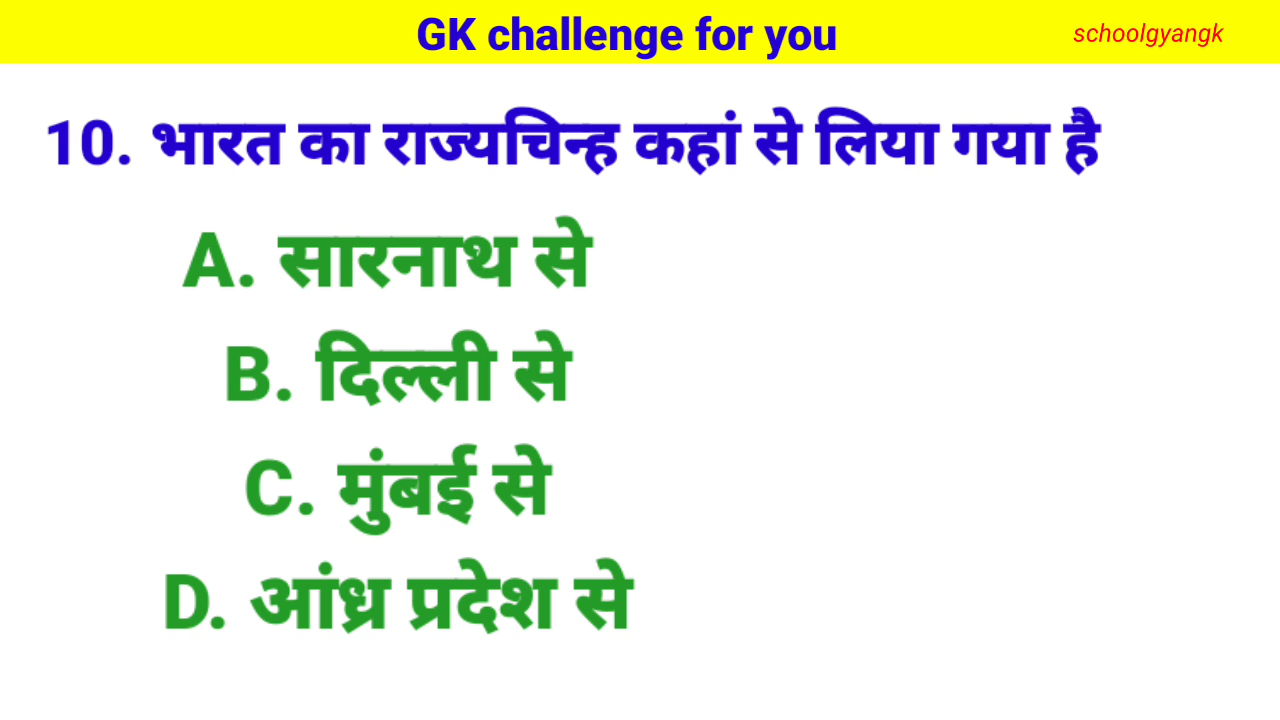 GK challenge for you
schoolgyangk
10. भारत का राज्यचिन्ह कहां से लिया गया है
A. सारनाथ से
B. दिल्ली से
C. मुंबई से
D. आंध्र प्रदेश से